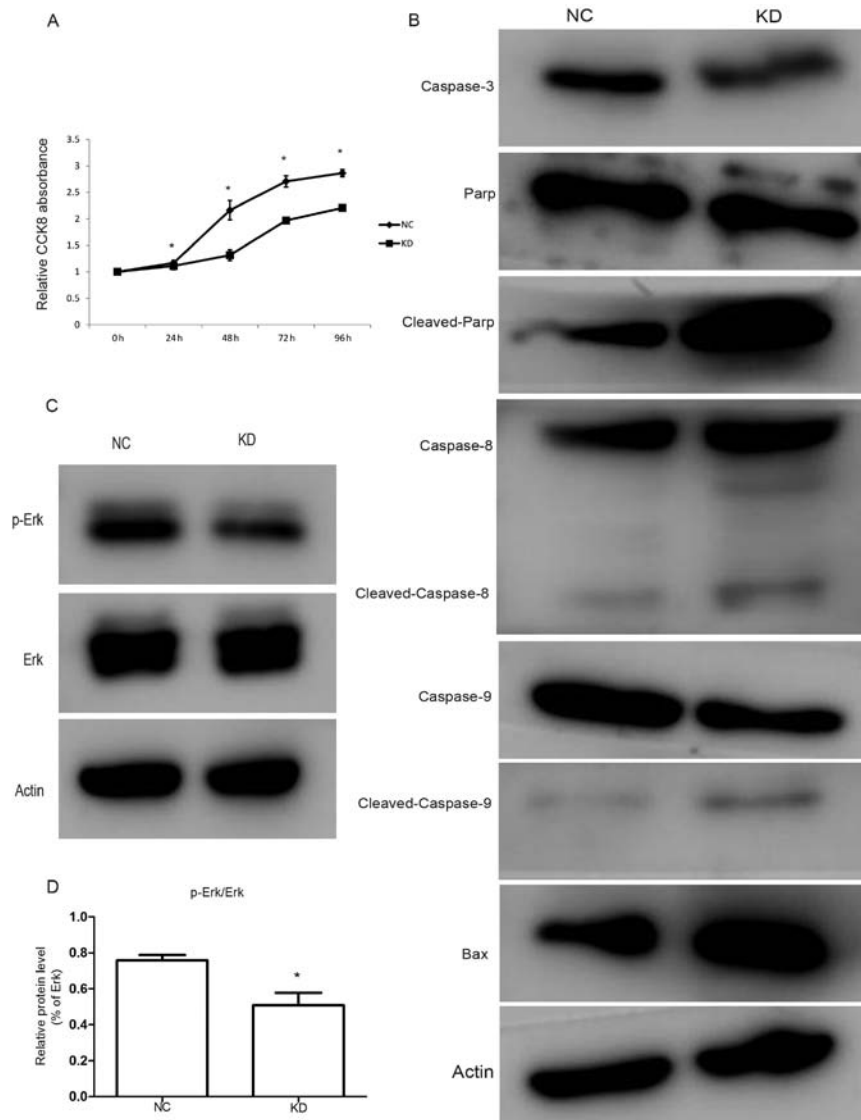 A
Relative CCK8 absorbance
3.5
3
2.5
2
1.5
1
0.5
0
0h 24h 48h 72h 96h
* * * * 
NC
KD
B
NC KD
Caspase-3
Parp
Cleaved-Parp
Caspase-8
Cleaved-Caspase-8
Caspase-9
Cleaved-Caspase-9
Bax
Actin
C
NC KD
p-Erk
Erk
Actin
D
p-Erk/Erk
Relative protein level
(% of Erk)
1.0
0.8
0.6
0.4
0.2
0.0
*
NC KD